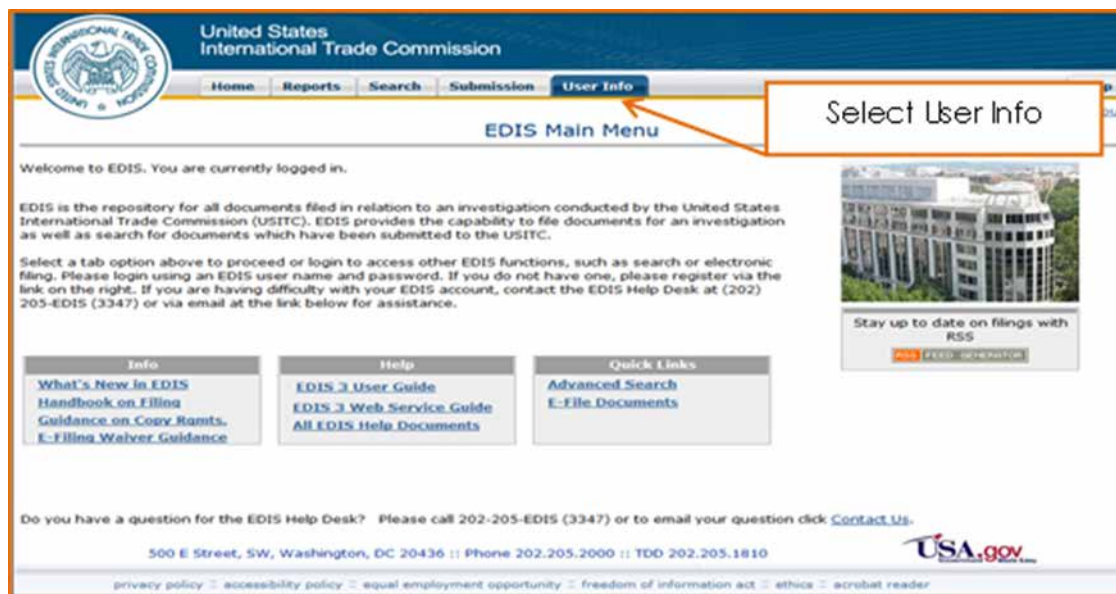 United States
International Trade Commission
Home Reports Search Submission User Info
Select User Info
EDIS Main Menu
Welcome to EDIS. You are currently logged in.
EDIS is the repository for all documents filed in relation to an investigation conducted by the United States
International Trade Commission (USITC). EDIS provides the capability to file documents for an investigation
as well as search for documents which have been submitted to the USITC.
Select a tab option above to proceed or login to access other EDIS functions, such as search or electronic
filing. Please login using an EDIS user name and password. If you do not have one, please register via the
link on the right. If you are having difficulty with your EDIS account, contact the EDIS Help Desk at (202)
205-EDIS (3347) or via email at the link below for assistance.
Stay up to date on filings with
RSS
RSS FEED GENERATOR
Info
What's New in EDIS
Handbook on Filing
Guidance on Copy Rqmts.
E-Filing Waiver Guidance
Help
EDIS 3 User Guide
EDIS 3 Web Service Guide
All EDIS Help Documents
Quick Links
Advanced Search
E-File Documents
Do you have a question for the EDIS Help Desk? Please call 202-205-EDIS (3347) or to email your question click Contact Us.
500 E Street, SW, Washington, DC 20436 :: Phone 202.205.2000 :: TDD 202.205.1810
USA.gov
privacy policy :: accessibility policy :: equal employment opportunity :: freedom of information act :: ethics :: acrobat reader